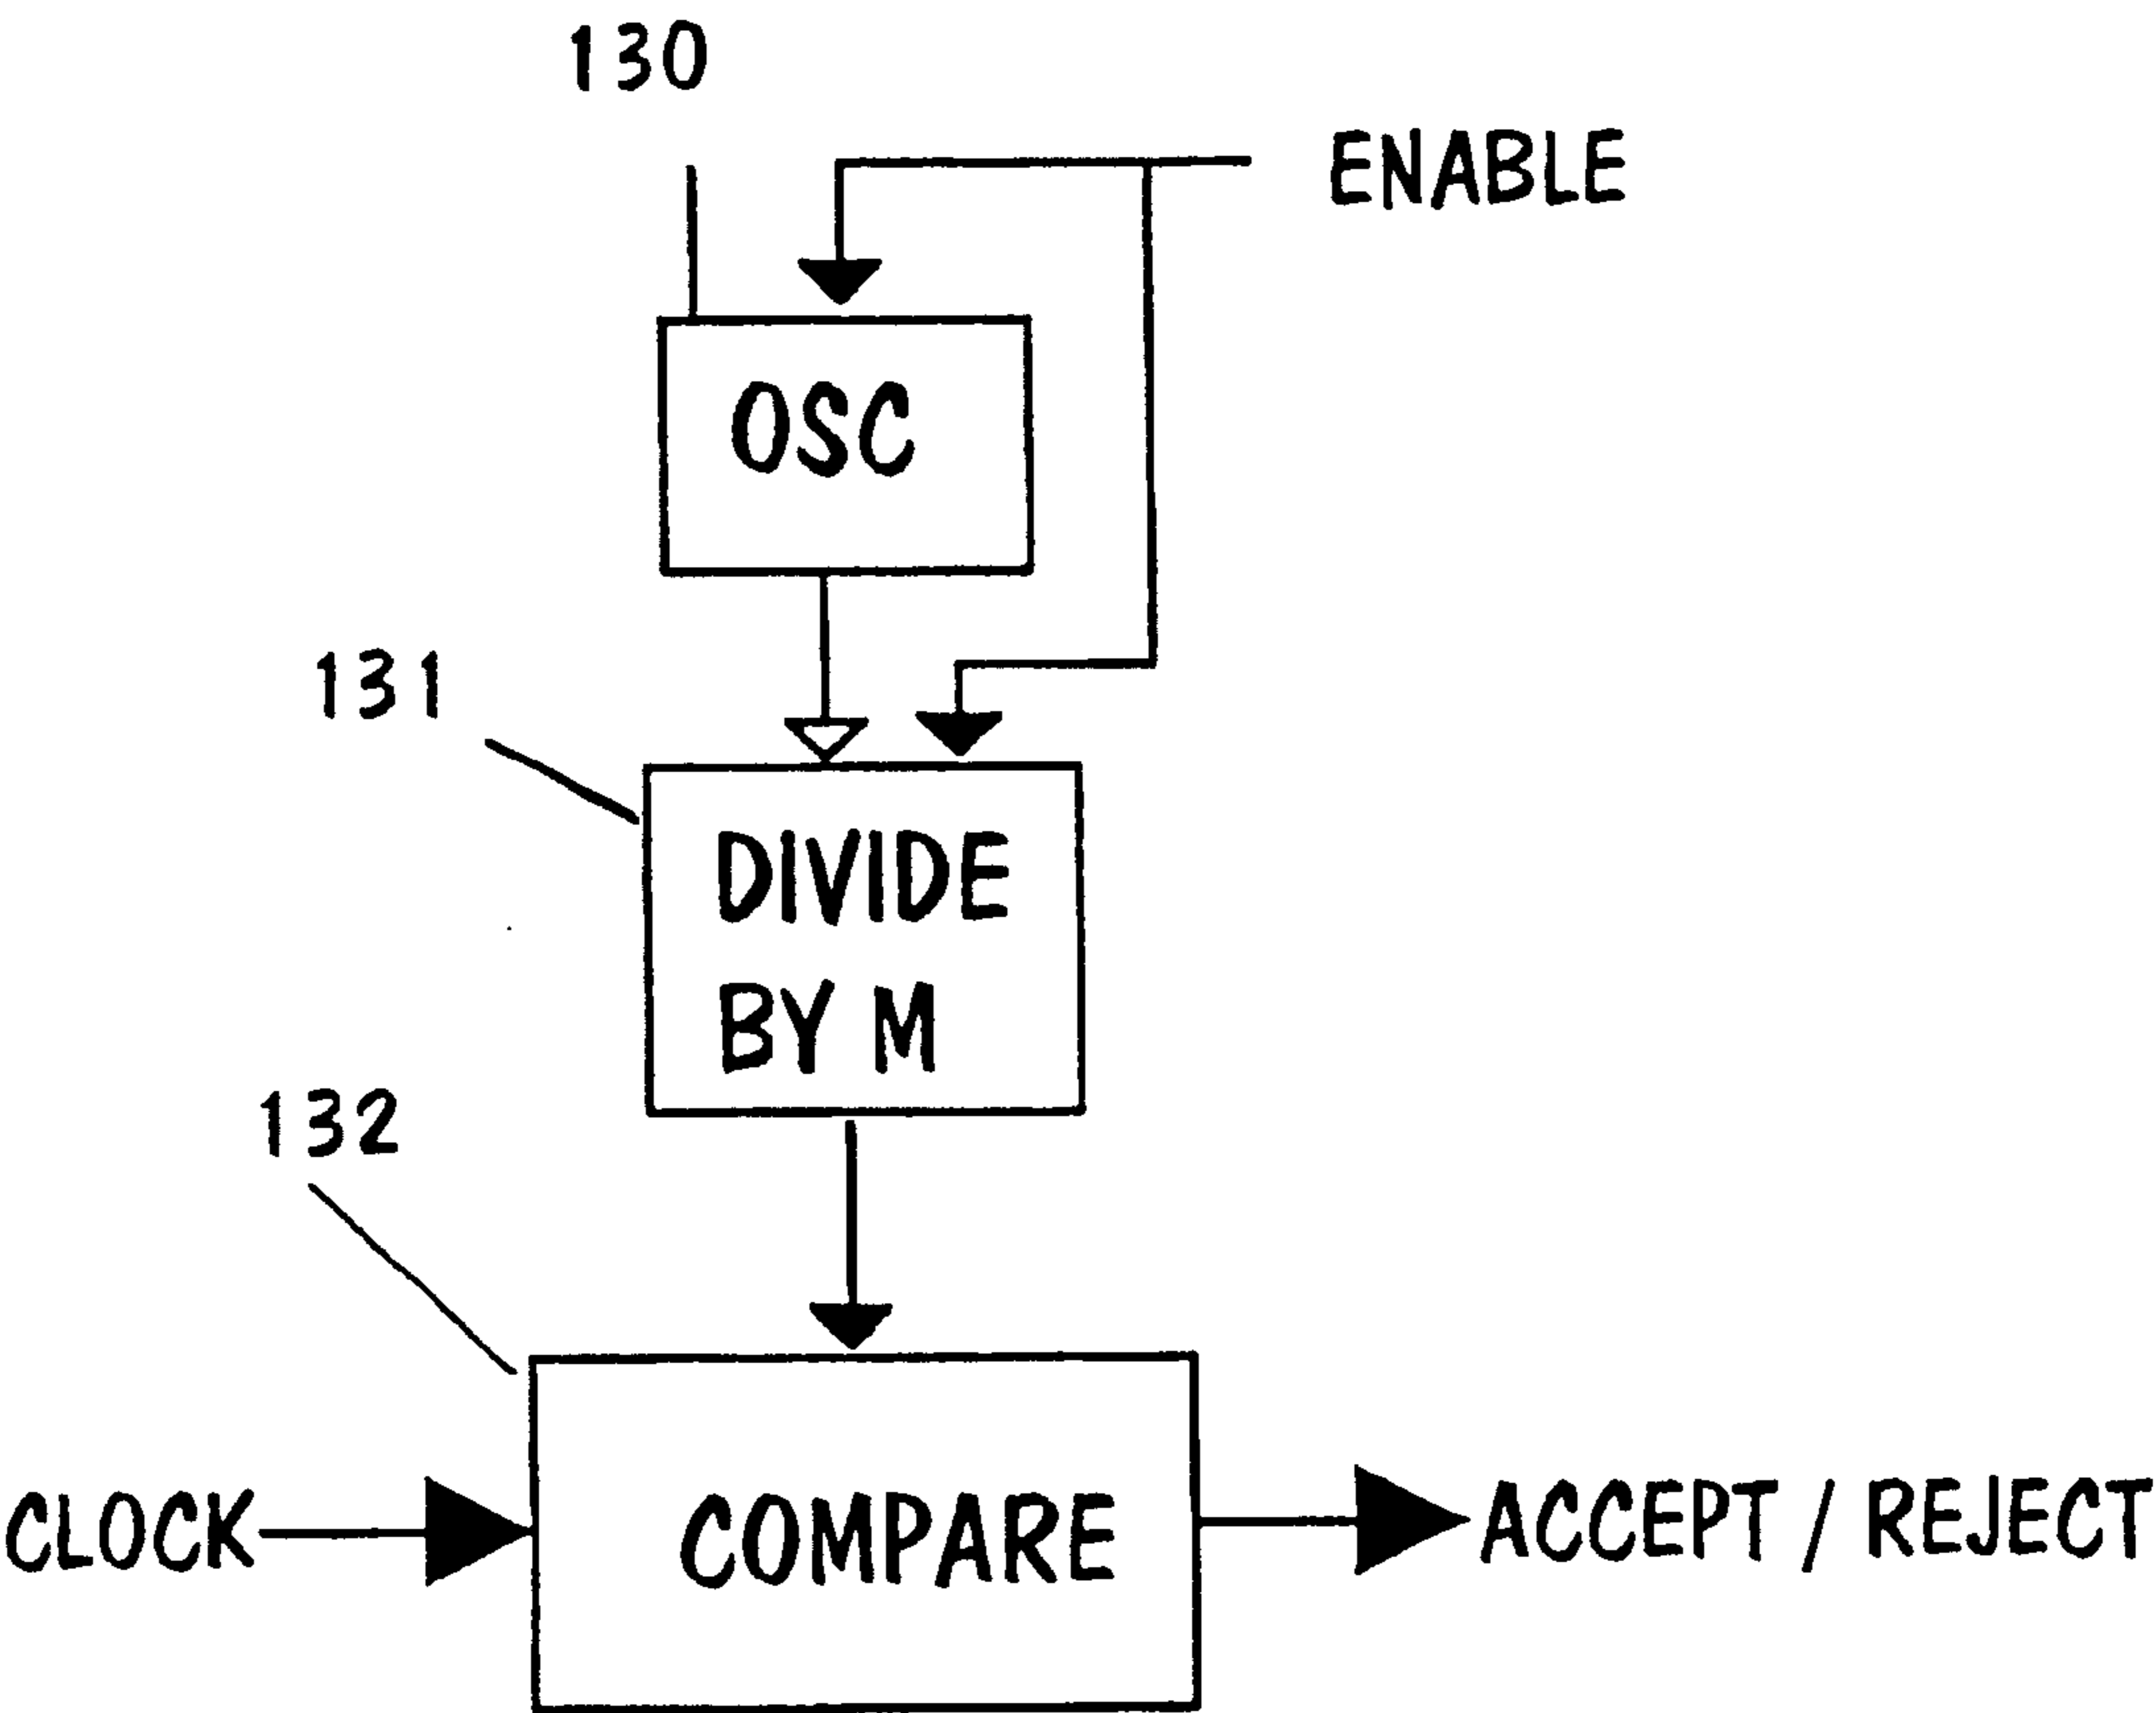 130
ENABLE
OSC
131
DIVIDE
BY M
132
CLOCK
COMPARE
ACCEPT / REJECT